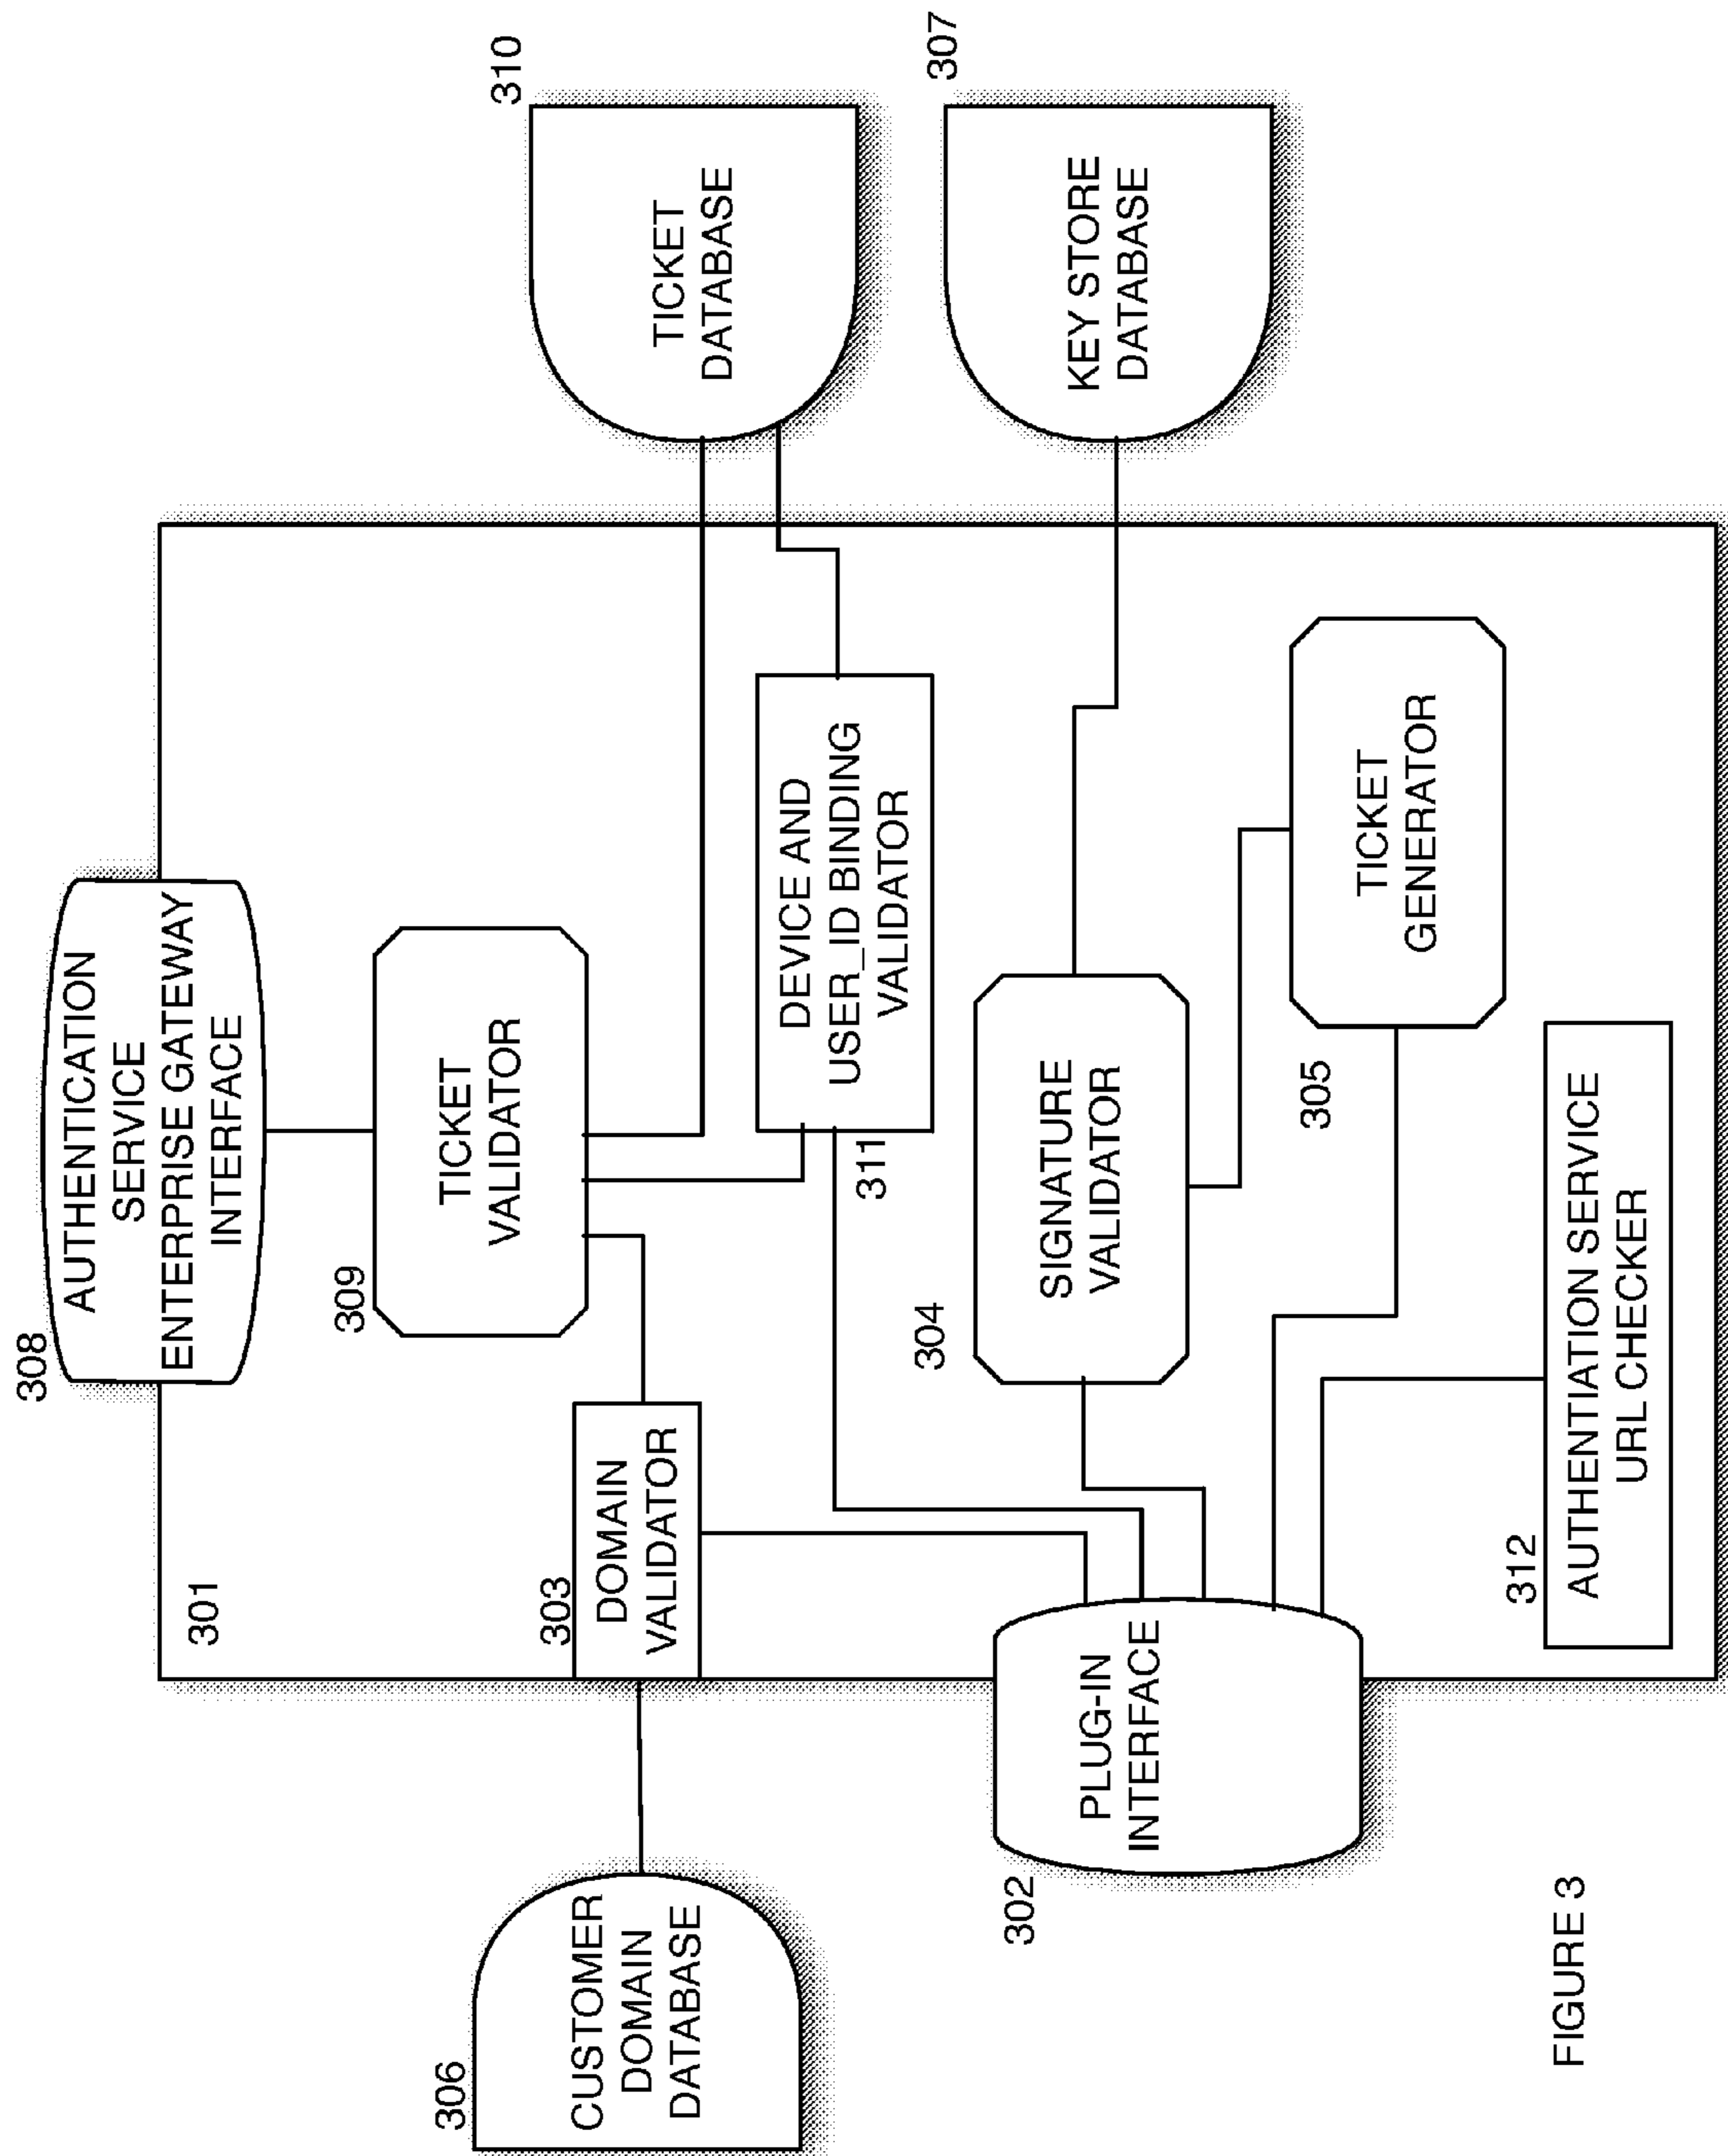 308
AUTHENTICATION
SERVICE
ENTERPRISE GATEWAY
INTERFACE
301
309
TICKET
VALIDATOR
310
TICKET
DATABASE
306
CUSTOMER
DOMAIN
DATABASE
303
DOMAIN
VALIDATOR
311
DEVICE AND
USER_ID BINDING
VALIDATOR
307
KEY STORE
DATABASE
304
SIGNATURE
VALIDATOR
302
PLUG-IN
INTERFACE
305
TICKET
GENERATOR
312
AUTHENTIATION SERVICE
URL CHECKER
FIGURE 3